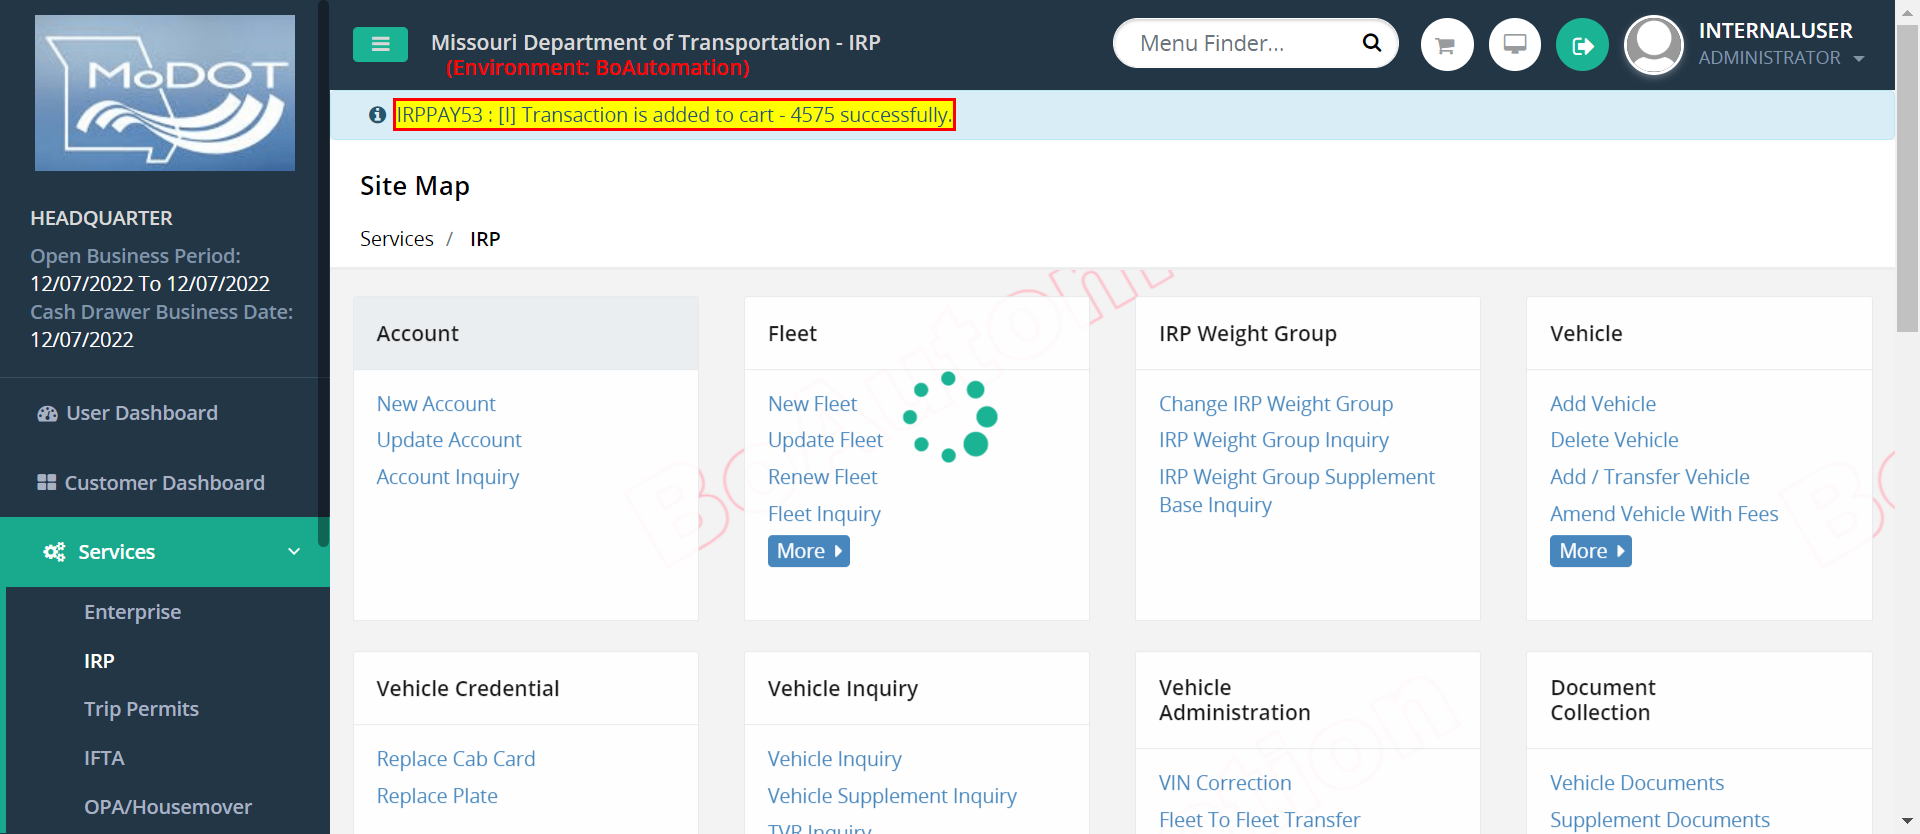 MoDOT
HEADQUARTER
Open Business Period:
12/07/2022 To 12/07/2022
Cash Drawer Business Date:
12/07/2022
User Dashboard
Customer Dashboard
Services
Enterprise
IRP
Trip Permits
IFTA
OPA/Housemover
Missouri Department of Transportation - IRP
(Environment: BoAutomation)
Menu Finder...
INTERNALUSER
ADMINISTRATOR
IRPPAY53 : [I] Transaction is added to cart - 4575 successfully.
Site Map
Services / IRP
Account
New Account
Update Account
Account Inquiry
Fleet
New Fleet
Update Fleet
Renew Fleet
Fleet Inquiry
More
IRP Weight Group
Change IRP Weight Group
IRP Weight Group Inquiry
IRP Weight Group Supplement
Base Inquiry
Vehicle
Add Vehicle
Delete Vehicle
Add / Transfer Vehicle
Amend Vehicle With Fees
More
Vehicle Credential
Replace Cab Card
Replace Plate
Vehicle Inquiry
Vehicle Inquiry
Vehicle Supplement Inquiry
TVR Inquiry
Vehicle
Administration
VIN Correction
Fleet To Fleet Transfer
Document
Collection
Vehicle Documents
Supplement Documents